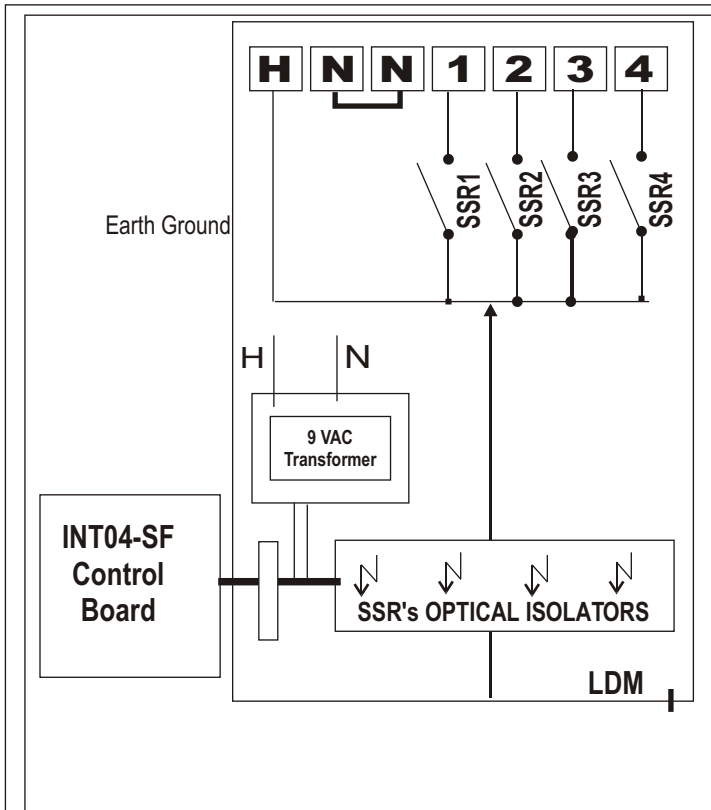 H N N 1 2 3 4
SSR1
SSR2
SSR3
SSR4
Earth Ground
H N
9 VAC
Transformer
INT04-SF
Control
Board
SSR's OPTICAL ISOLATORS
LDM